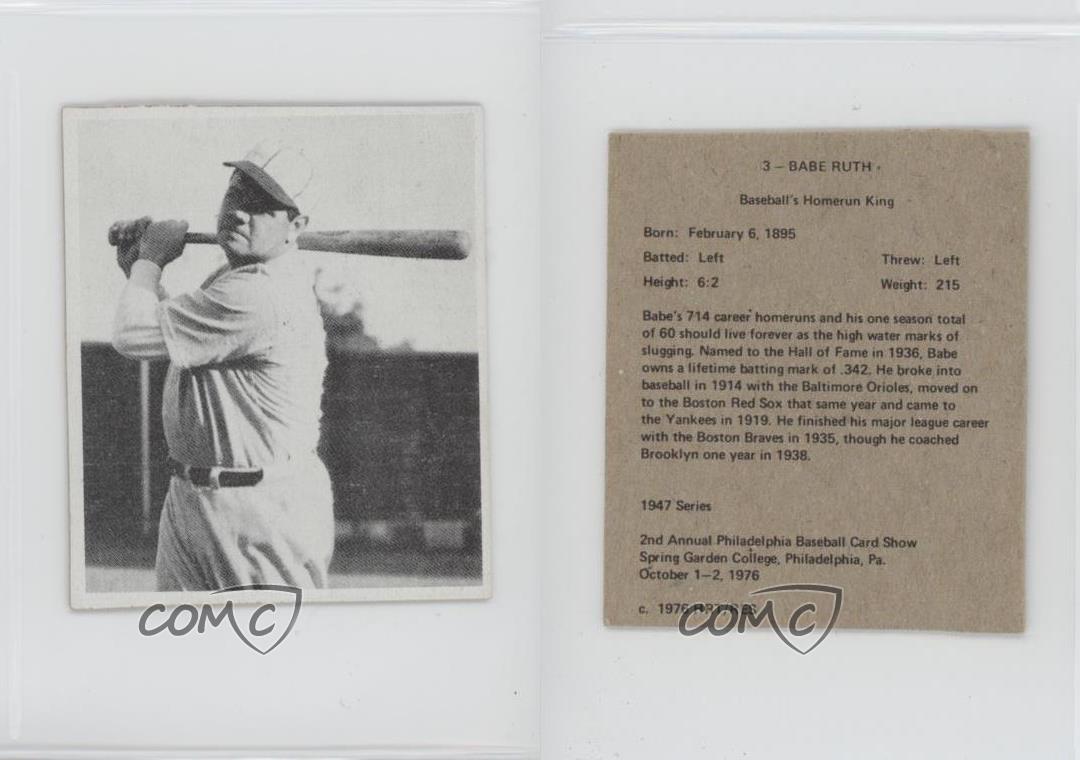 3 – BABE RUTH
Baseball's Homerun King
Born: February 6, 1895
Batted: Left Threw: Left
Height: 6:2 Weight: 215
Babe's 714 career homeruns and his one season total
of 60 should live forever as the high water marks of
slugging. Named to the Hall of Fame in 1936, Babe
owns a lifetime batting mark of .342. He broke into
baseball in 1914 with the Baltimore Orioles, moved on
to the Boston Red Sox that same year and came to
the Yankees in 1919. He finished his major league career
with the Boston Braves in 1935, though he coached
Brooklyn one year in 1938.
1947 Series
2nd Annual Philadelphia Baseball Card Show
Spring Garden College, Philadelphia, Pa.
October 1–2, 1976
c. 1976
COMC
COMC